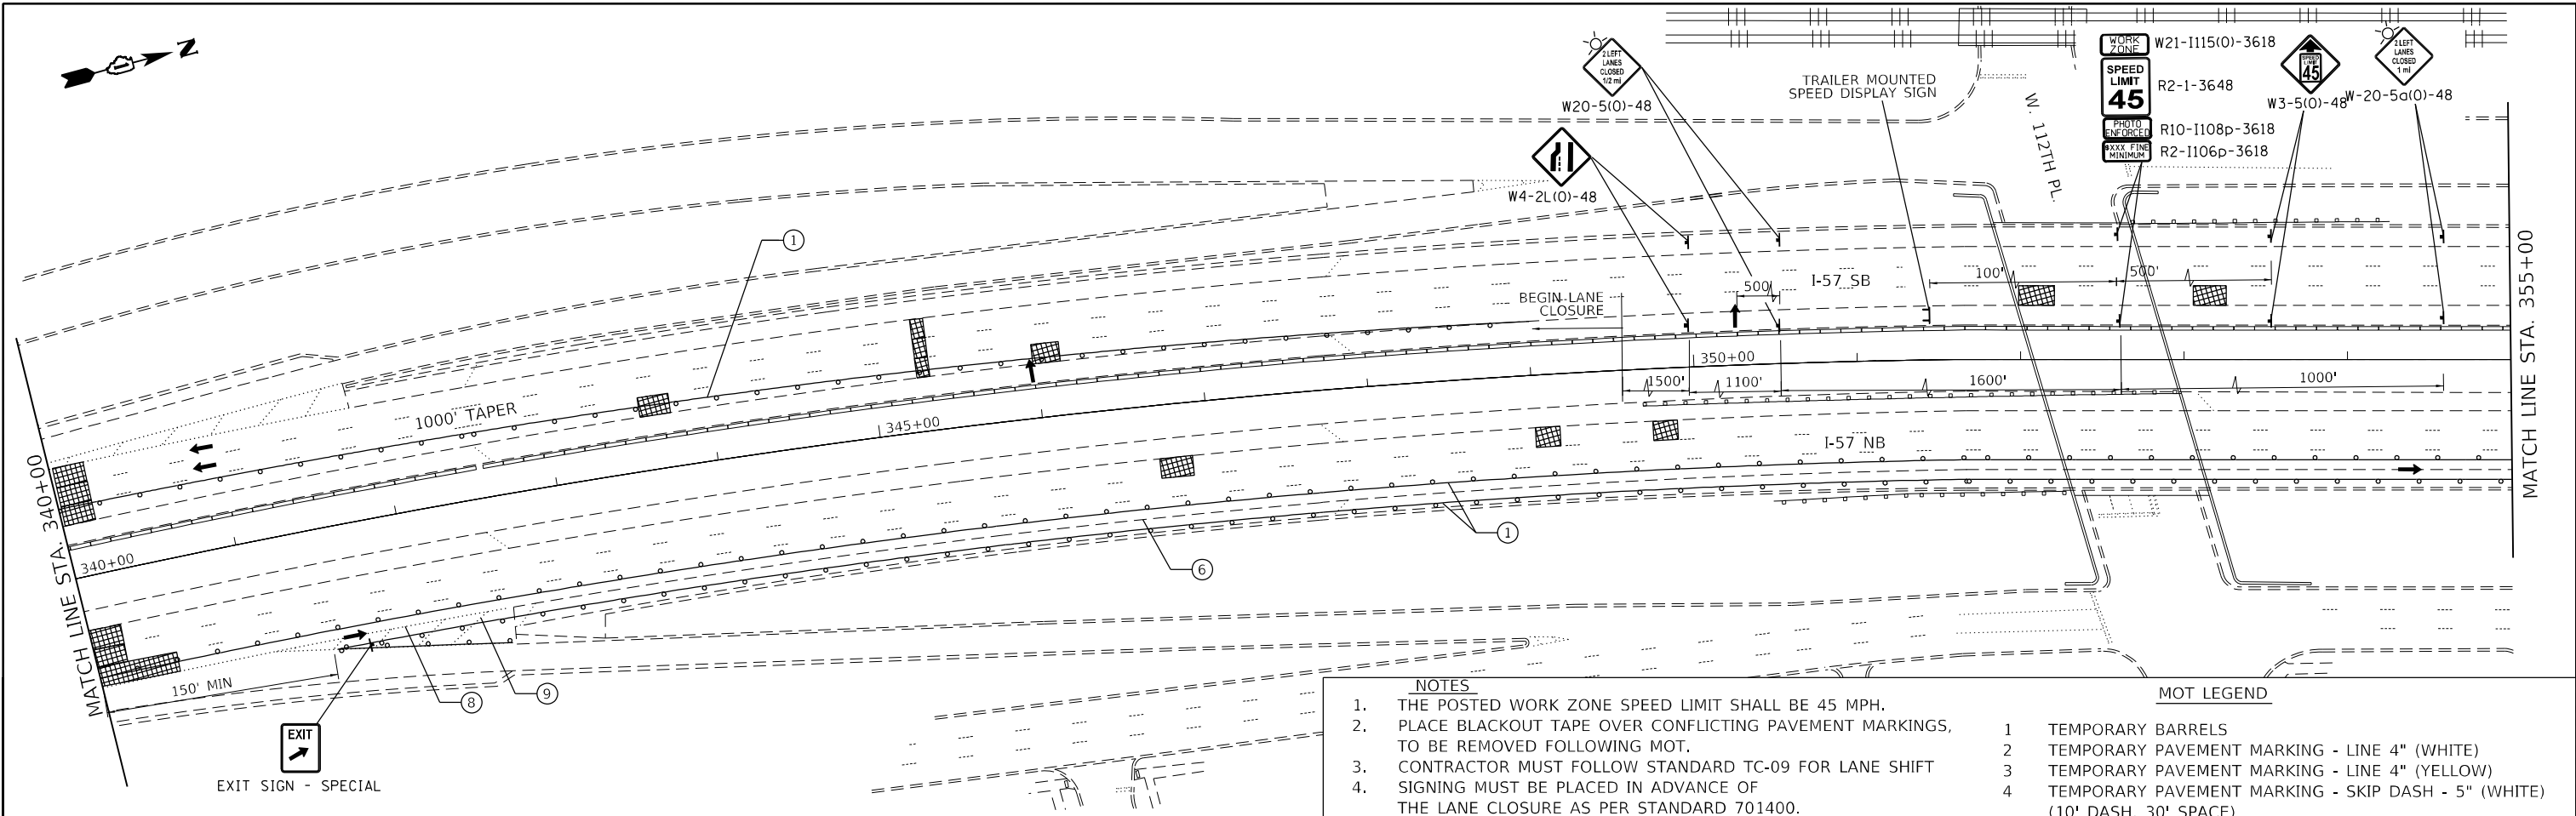 N
2 LEFT
LANES
CLOSED
1/2 mi
W20-5(O)-48
W4-2L(O)-48
TRAILER MOUNTED
SPEED DISPLAY SIGN
W. 112TH PL.
WORK
ZONE
W21-I115(O)-3618
SPEED
LIMIT
45
R2-1-3648
PHOTO
ENFORCED
R10-I108p-3618
$XXX FINE
MINIMUM
R2-I106p-3618
SPEED
LIMIT
45
W3-5(O)-48
2 LEFT
LANES
CLOSED
1 mi
W-20-5a(O)-48
1
I-57 SB
100'
500'
500'
BEGIN LANE
CLOSURE
1000' TAPER
345+00
350+00
1500'
1100'
1600'
1000'
I-57 NB
MATCH LINE STA. 355+00
MATCH LINE STA. 340+00
340+00
1
6
150' MIN
8
9
EXIT
EXIT SIGN - SPECIAL
NOTES
1. THE POSTED WORK ZONE SPEED LIMIT SHALL BE 45 MPH.
2. PLACE BLACKOUT TAPE OVER CONFLICTING PAVEMENT MARKINGS,
TO BE REMOVED FOLLOWING MOT.
3. CONTRACTOR MUST FOLLOW STANDARD TC-09 FOR LANE SHIFT
4. SIGNING MUST BE PLACED IN ADVANCE OF
THE LANE CLOSURE AS PER STANDARD 701400.
MOT LEGEND
1 TEMPORARY BARRELS
2 TEMPORARY PAVEMENT MARKING - LINE 4" (WHITE)
3 TEMPORARY PAVEMENT MARKING - LINE 4" (YELLOW)
4 TEMPORARY PAVEMENT MARKING - SKIP DASH - 5" (WHITE)
(10' DASH, 30' SPACE)